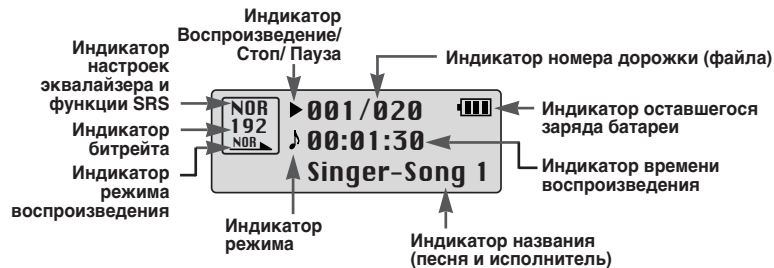 Индикатор
Воспроизведение/
Стоп/ Пауза
Индикатор
настроек
эквалайзера и
функции SRS
Индикатор
битрейта
Индикатор
режима
воспроизведения
Индикатор номера дорожки (файла)
Индикатор оставшегося
заряда батареи
Индикатор времени
воспроизведения
NOR
192
NOR
001/020
00:01:30
Singer-Song 1
Индикатор
режима
Индикатор названия
(песня и исполнитель)